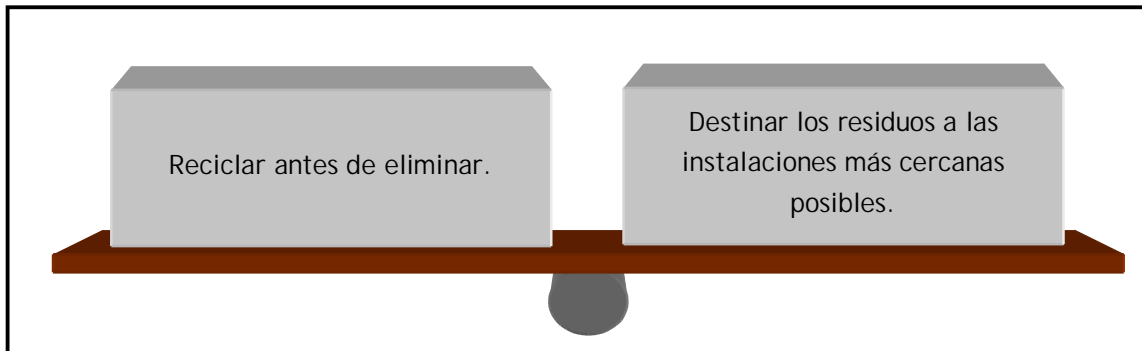 Reciclar antes de eliminar.
Destinar los residuos a las
instalaciones más cercanas
posibles.